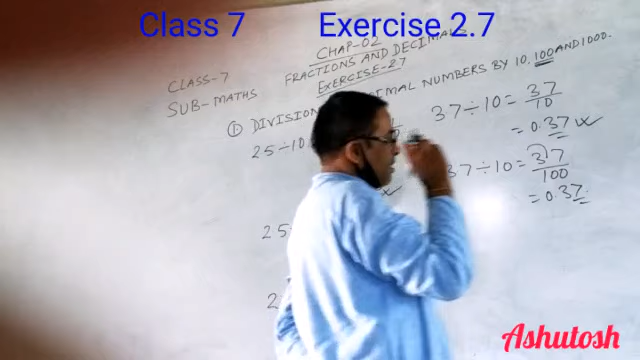 Class 7 Exercise 2.7
CHAP-02
CLASS-7 FRACTIONS AND DECIMALS
SUB-MATHS EXERCISE-2.7
① DIVISION DECIMAL NUMBERS BY 10, 100 AND 1000.
25÷10 37÷10 = 37/10
= 0.37
37÷10 = 37/100
= 0.37
25
2
Ashutosh